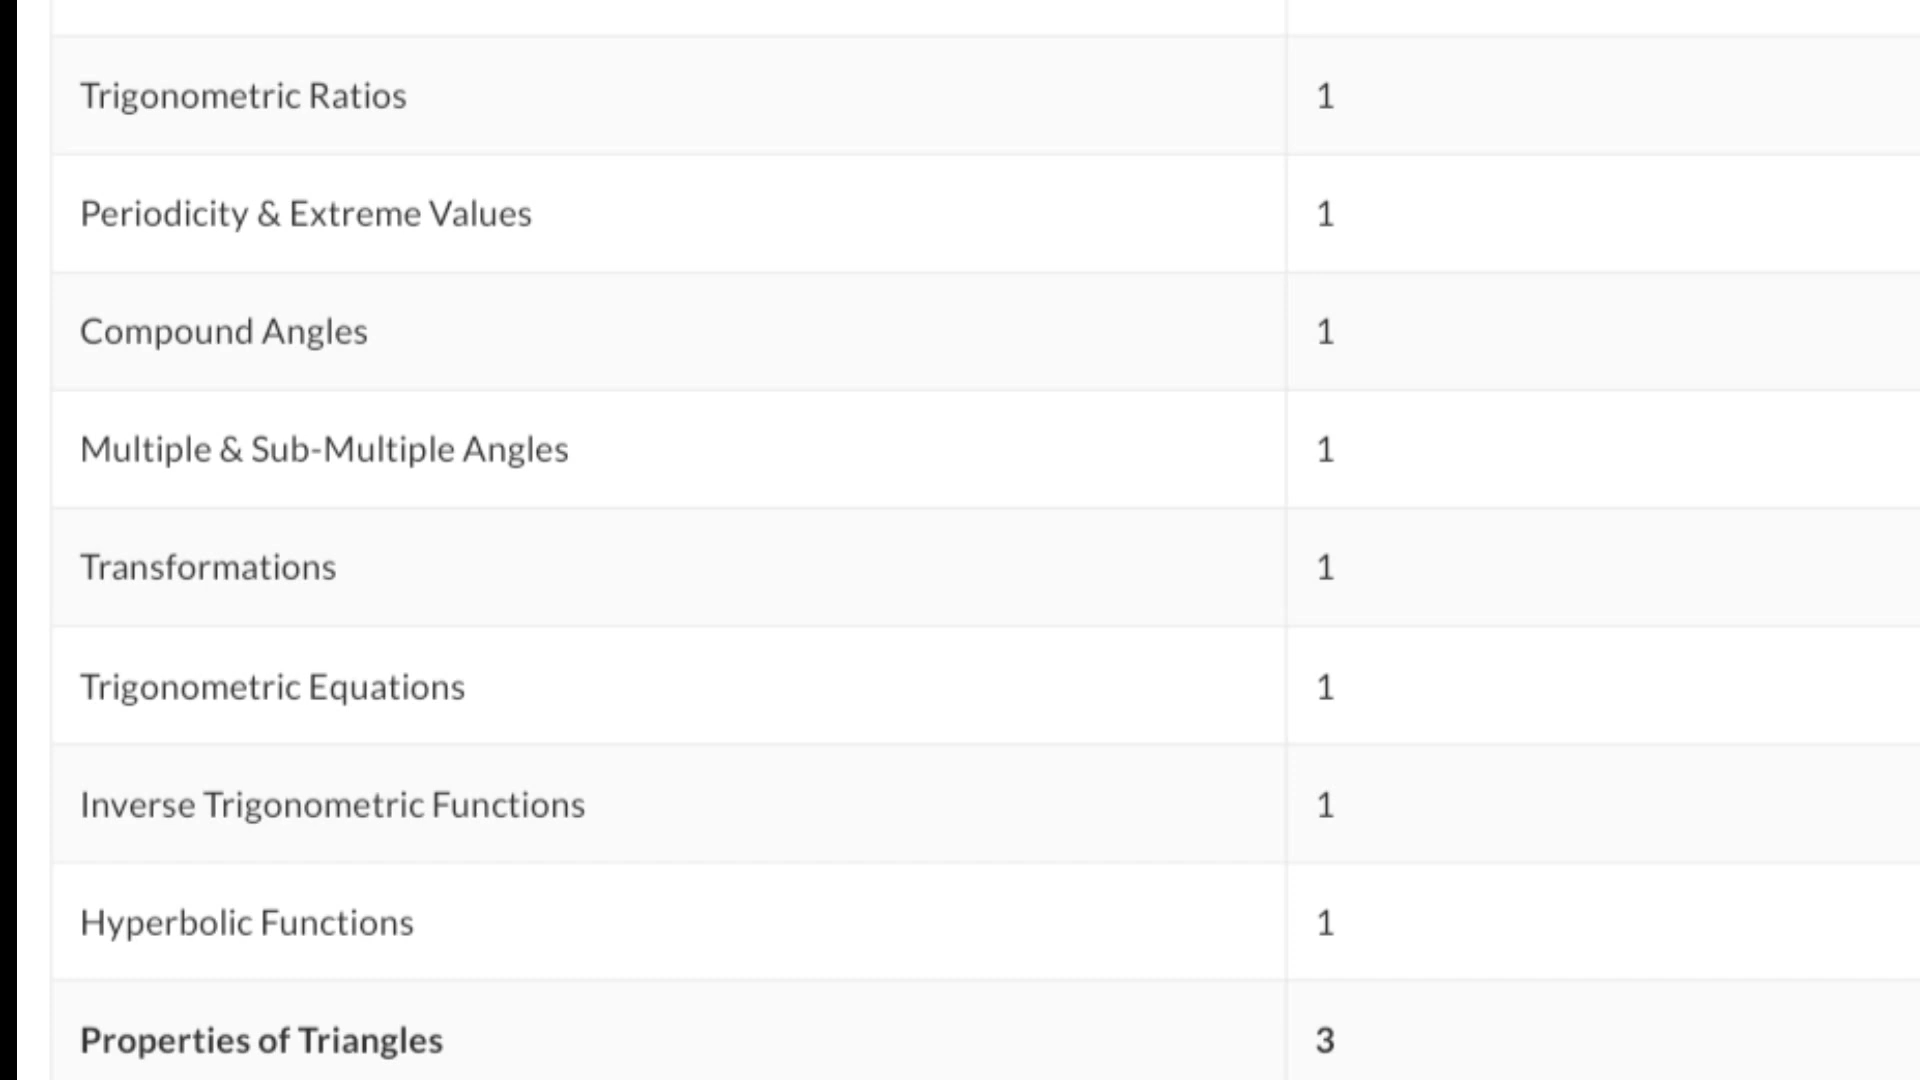 Trigonometric Ratios 1
Periodicity & Extreme Values 1
Compound Angles 1
Multiple & Sub-Multiple Angles 1
Transformations 1
Trigonometric Equations 1
Inverse Trigonometric Functions 1
Hyperbolic Functions 1
Properties of Triangles 3